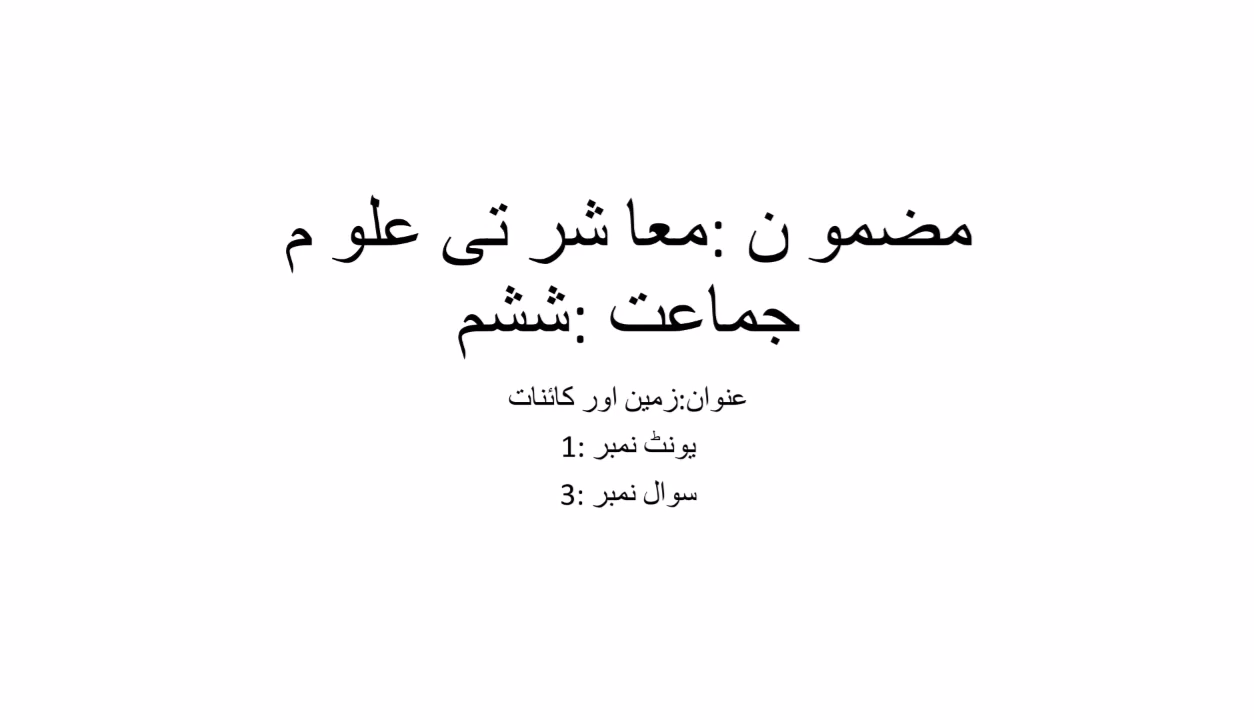 مضمو ن :معا شر تی علو م
جماعت :ششم
عنوان:زمین اور کائنات
یونٹ نمبر :1
سوال نمبر :3